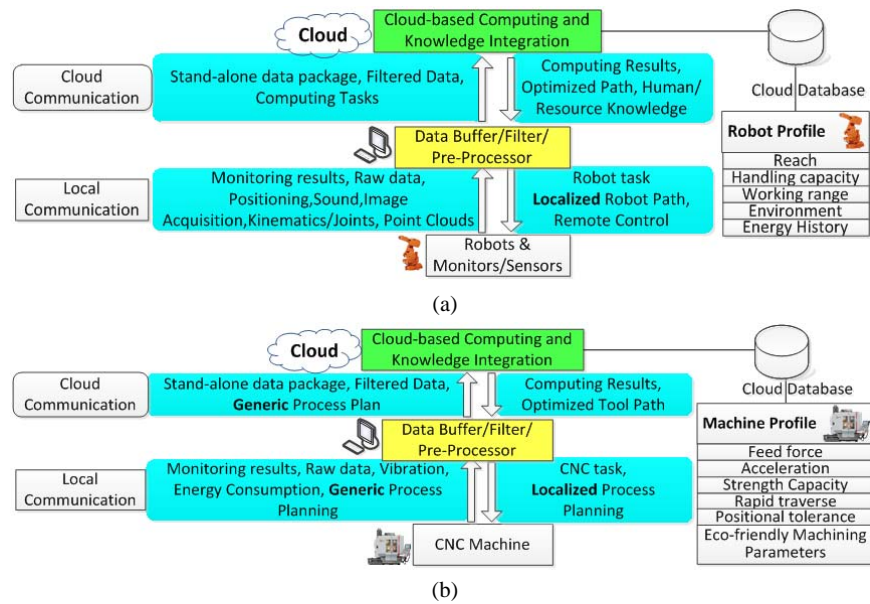 Cloud
Cloud-based Computing and
Knowledge Integration
Cloud
Communication
Stand-alone data package, Filtered Data,
Computing Tasks
Computing Results,
Optimized Path, Human/
Resource Knowledge
Cloud Database
Data Buffer/Filter/
Pre-Processor
Robot Profile
Reach
Handling capacity
Working range
Environment
Energy History
Local
Communication
Monitoring results, Raw data,
Positioning,Sound,Image
Acquisition,Kinematics/Joints, Point Clouds
Robot task
Localized Robot Path,
Remote Control
Robots &
Monitors/Sensors
(a)
Cloud
Cloud-based Computing and
Knowledge Integration
Cloud
Communication
Stand-alone data package, Filtered Data,
Generic Process Plan
Computing Results,
Optimized Tool Path
Cloud Database
Data Buffer/Filter/
Pre-Processor
Machine Profile
Feed force
Acceleration
Strength Capacity
Rapid traverse
Positional tolerance
Eco-friendly Machining
Parameters
Local
Communication
Monitoring results, Raw data, Vibration,
Energy Consumption, Generic Process
Planning
CNC task,
Localized Process
Planning
CNC Machine
(b)